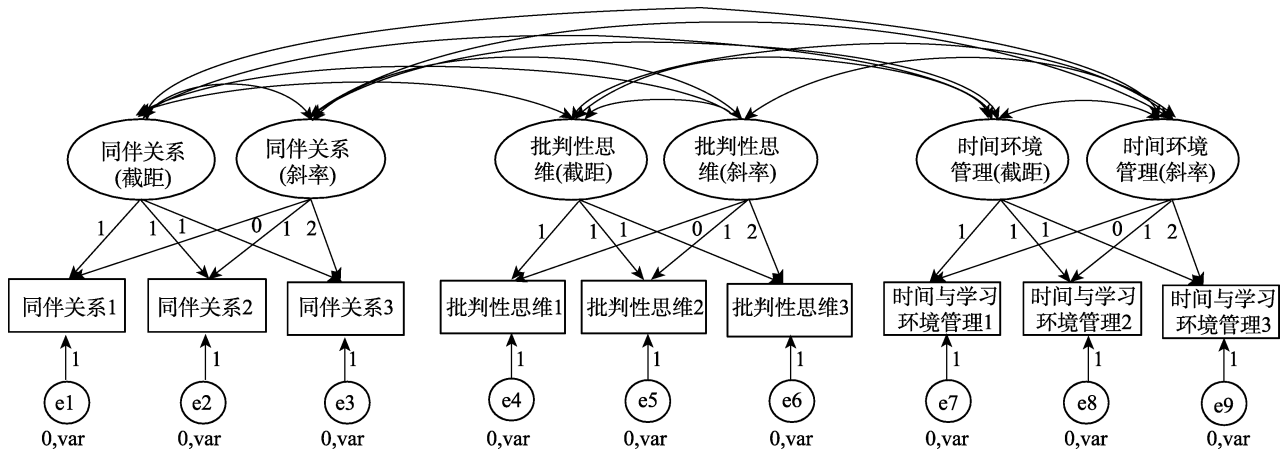 同伴关系
(截距)
同伴关系
(斜率)
批判性思
维(截距)
批判性思
维(斜率)
时间环境
管理(截距)
时间环境
管理(斜率)
1
1
1
0
1
2
1
1
1
0
1
2
1
1
1
0
1
2
同伴关系1
同伴关系2
同伴关系3
批判性思维1
批判性思维2
批判性思维3
时间与学习
环境管理1
时间与学习
环境管理2
时间与学习
环境管理3
1
1
1
1
1
1
1
1
1
e1
e2
e3
e4
e5
e6
e7
e8
e9
0,var
0,var
0,var
0,var
0,var
0,var
0,var
0,var
0,var